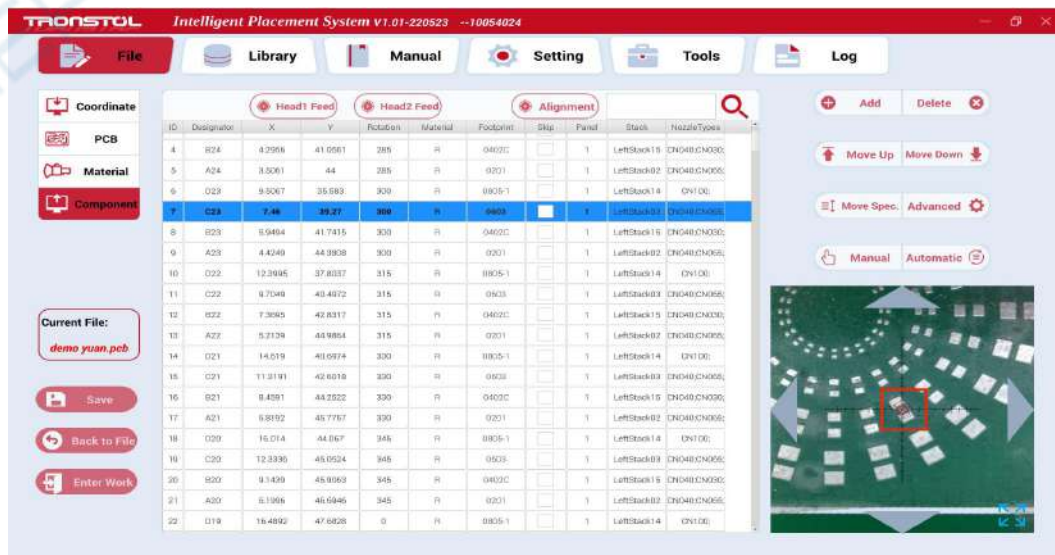 TRONSTOL Intelligent Placement System V1.01-220523 --10054024
File Library Manual Setting Tools Log
Coordinate
PCB
Material
Component
Head1 Feed Head2 Feed Alignment
ID Designator X Y Rotation Material Footprint Skip Panel Stack NozzleTypes
4 B24 285 R 0402C 1 LeftStack15 CN040;CN030;
5 A24 3.5061 44 285 R 0201 1 LeftStack02 CN040;CN065;
6 D23 9.5067 35.583 300 R 0805-1 1 LeftStack14 CN100;
7 C23 7.46 39.27 300 R 0603 1 LeftStack03 CN040;CN065;
8 B23 6.9494 41.7415 300 R 0402C 1 CN040;CN030;
9 A23 4.4249 44.3808 300 R 0201 1 LeftStack02 CN040;CN065;
10 D22 12.3995 37.8037 315 R 0805-1 1 LeftStack14 CN100;
11 C22 9.7049 40.4972 315 R 0603 1 LeftStack03 CN040;CN065;
12 B22 7.3695 42.8317 315 R 0402C 1 LeftStack15 CN040;CN030;
13 A22 5.2139 44.9864 315 R 0201 1 LeftStack02 CN040;CN065;
14 D21 14.619 40.6974 330 R 0805-1 1 LeftStack14 CN100;
15 C21 11.3191 42.6018 330 R 0603 1 LeftStack03 CN040;CN065;
16 B21 8.4591 44.2522 330 R 0402C 1 LeftStack15 CN040;CN030;
17 A21 5.8192 45.7757 330 R 0201 1 LeftStack02 CN040;CN065;
18 D20 16.014 44.067 345 R 0805-1 1 LeftStack14 CN100;
19 C20 12.3336 45.0524 345 R 0603 1 LeftStack03 CN040;CN065;
20 B20 9.1439 345 R 0402C 1 LeftStack15 CN040;CN030;
21 A20 46.6946 345 R 0201 1 LeftStack02 CN040;CN065;
22 D19 16.4892 47.6828 0 R 0805-1 1 LeftStack14 CN100;
Current File:
demo yuan.pcb
Save
Back to File
Enter Work
Add Delete
Move Up Move Down
Move Spec. Advanced
Manual Automatic